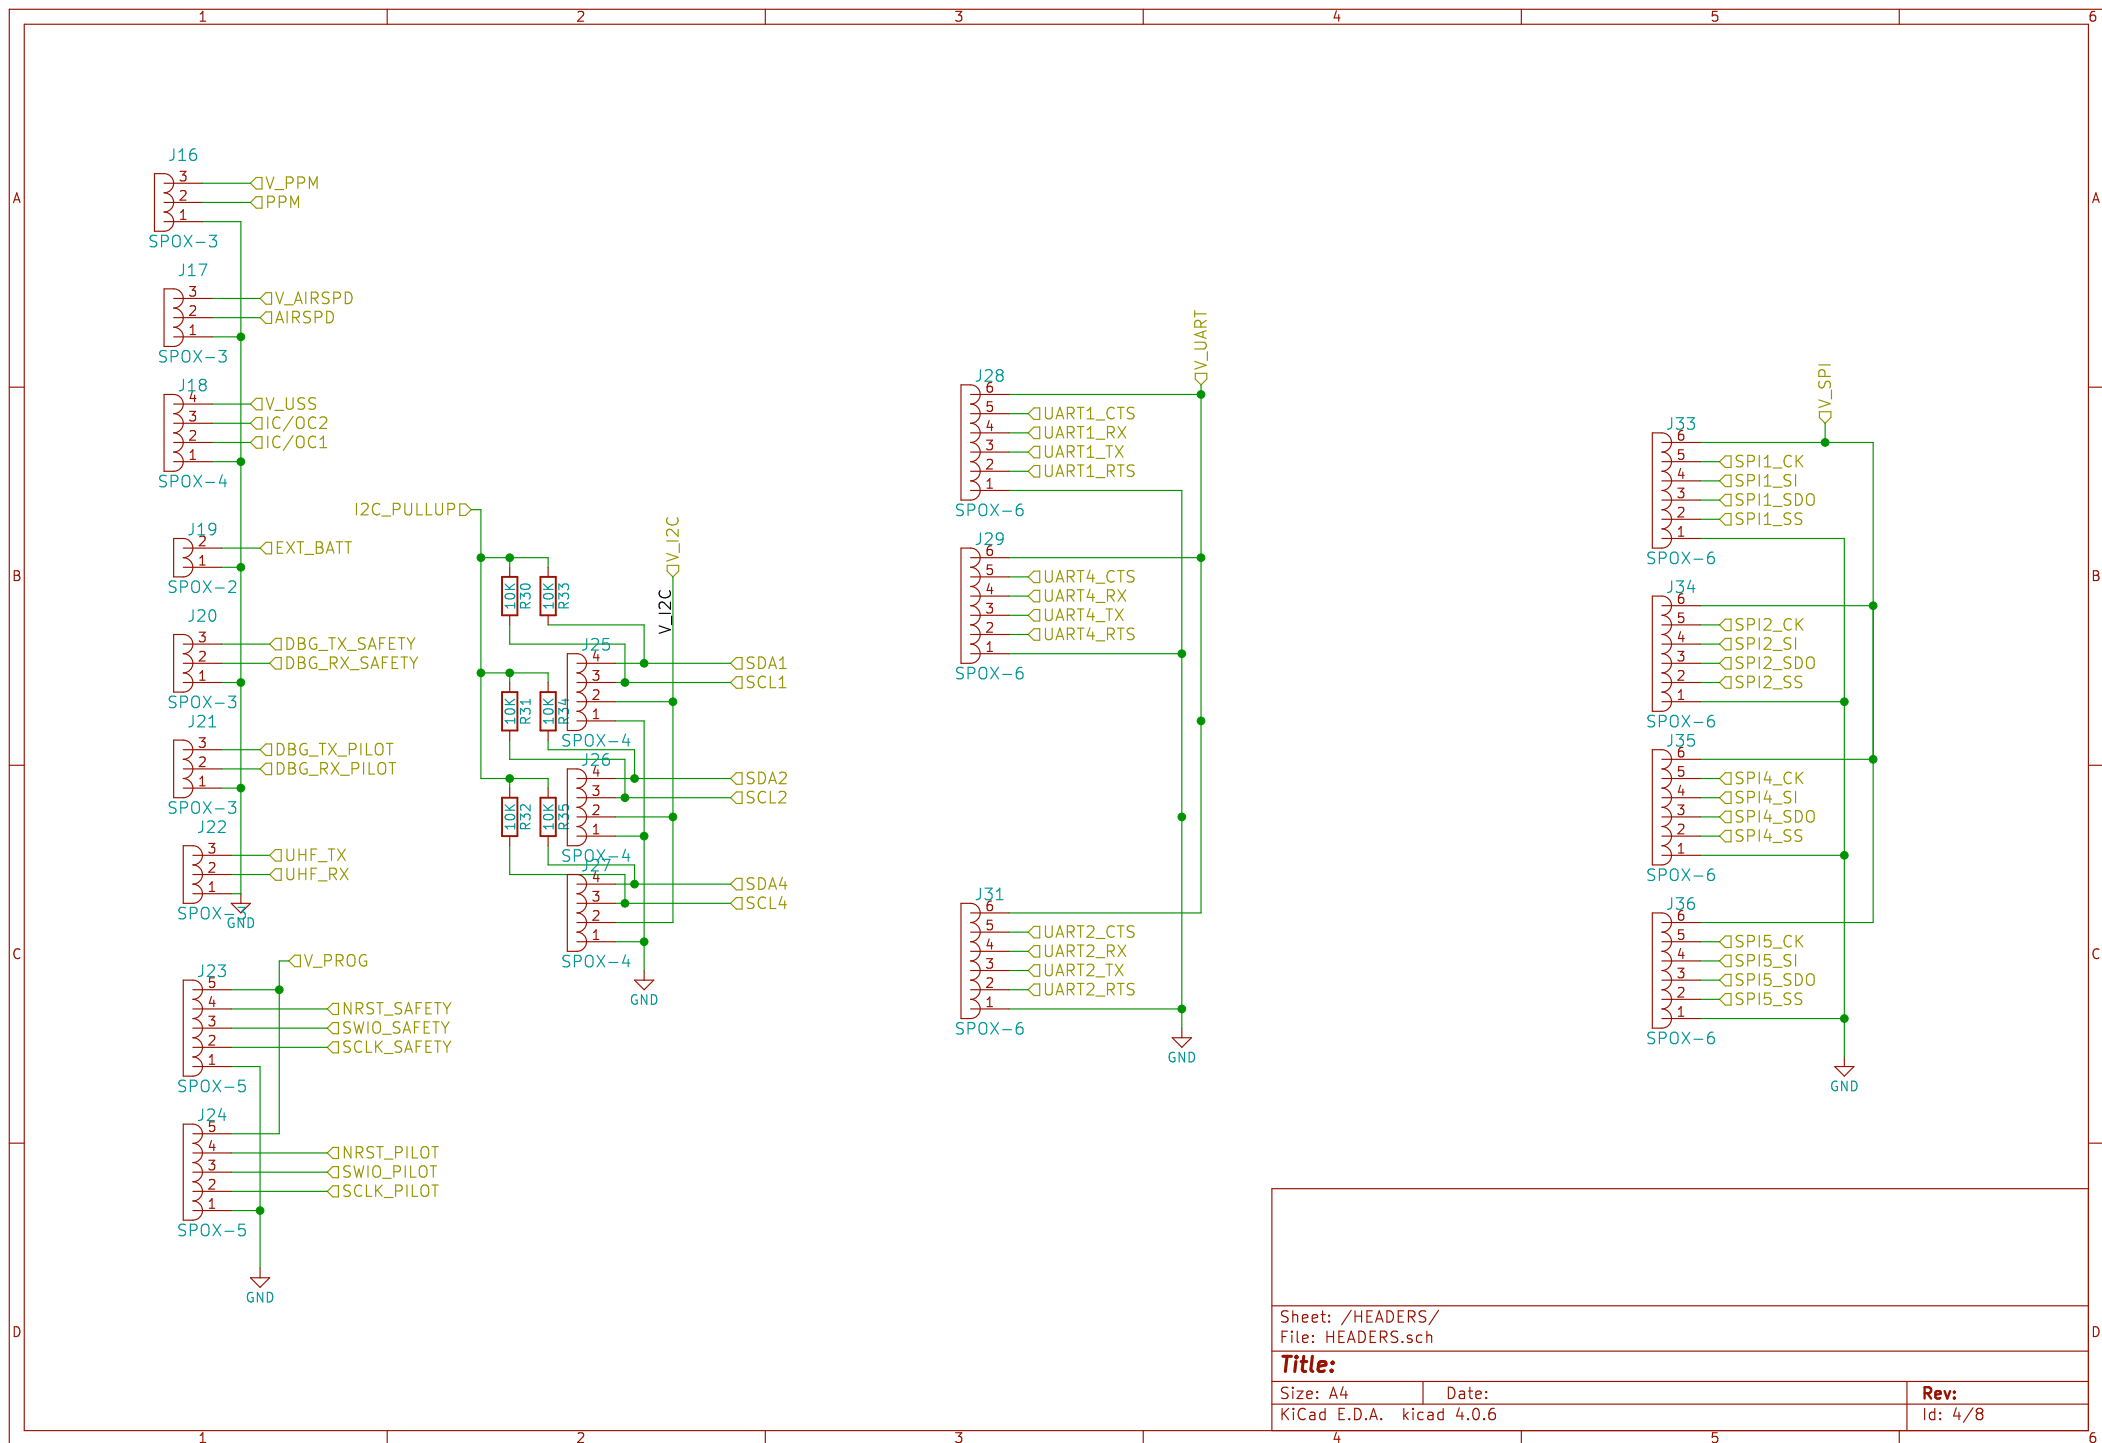 1 2 3 4 5 6
A A
B B
C C
D D
J16
3 V_PPM
2 PPM
1
SPOX-3
J17
3 V_AIRSPD
2 AIRSPD
1
SPOX-3
J18
4 V_USS
3 IC/OC2
2 IC/OC1
1
SPOX-4
J19
2 EXT_BATT
1
SPOX-2
J20
3 DBG_TX_SAFETY
2 DBG_RX_SAFETY
1
SPOX-3
J21
3 DBG_TX_PILOT
2 DBG_RX_PILOT
1
SPOX-3
J22
3 UHF_TX
2 UHF_RX
1
SPOX-3
GND
V_PROG
J23
5
4 NRST_SAFETY
3 SWIO_SAFETY
2 SCLK_SAFETY
1
SPOX-5
J24
5
4 NRST_PILOT
3 SWIO_PILOT
2 SCLK_PILOT
1
SPOX-5
GND
I2C_PULLUP
V_I2C
V_I2C
10K R30
10K R33
10K R31
10K R34
10K R32
10K R35
J25
4 SDA1
3 SCL1
2
1
SPOX-4
J26
4 SDA2
3 SCL2
2
1
SPOX-4
J27
4 SDA4
3 SCL4
2
1
SPOX-4
GND
V_UART
J28
6
5 UART1_CTS
4 UART1_RX
3 UART1_TX
2 UART1_RTS
1
SPOX-6
J29
6
5 UART4_CTS
4 UART4_RX
3 UART4_TX
2 UART4_RTS
1
SPOX-6
J31
6
5 UART2_CTS
4 UART2_RX
3 UART2_TX
2 UART2_RTS
1
SPOX-6
GND
V_SPI
J33
6
5 SPI1_CK
4 SPI1_SI
3 SPI1_SDO
2 SPI1_SS
1
SPOX-6
J34
6
5 SPI2_CK
4 SPI2_SI
3 SPI2_SDO
2 SPI2_SS
1
SPOX-6
J35
6
5 SPI4_CK
4 SPI4_SI
3 SPI4_SDO
2 SPI4_SS
1
SPOX-6
J36
6
5 SPI5_CK
4 SPI5_SI
3 SPI5_SDO
2 SPI5_SS
1
SPOX-6
GND
Sheet: /HEADERS/
File: HEADERS.sch
Title:
Size: A4 Date: Rev:
KiCad E.D.A. kicad 4.0.6 Id: 4/8
1 2 3 4 5 6